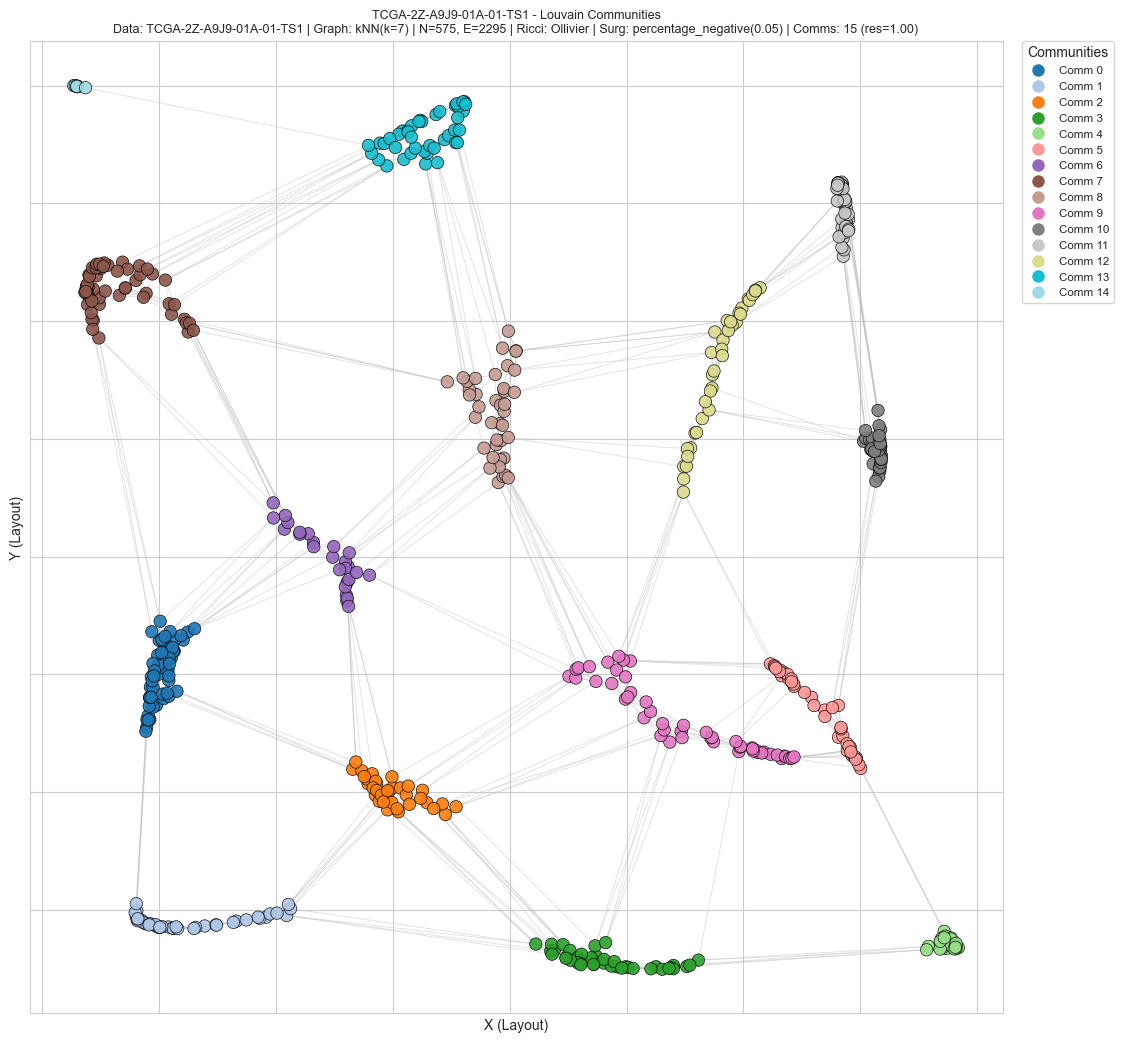 TCGA-2Z-A9J9-01A-01-TS1 - Louvain Communities
Data: TCGA-2Z-A9J9-01A-01-TS1 | Graph: kNN(k=7) | N=575, E=2295 | Ricci: Ollivier | Surg: percentage_negative(0.05) | Comms: 15 (res=1.00)
Communities
Comm 0
Comm 1
Comm 2
Comm 3
Comm 4
Comm 5
Comm 6
Comm 7
Comm 8
Comm 9
Comm 10
Comm 11
Comm 12
Comm 13
Comm 14
Y (Layout)
X (Layout)